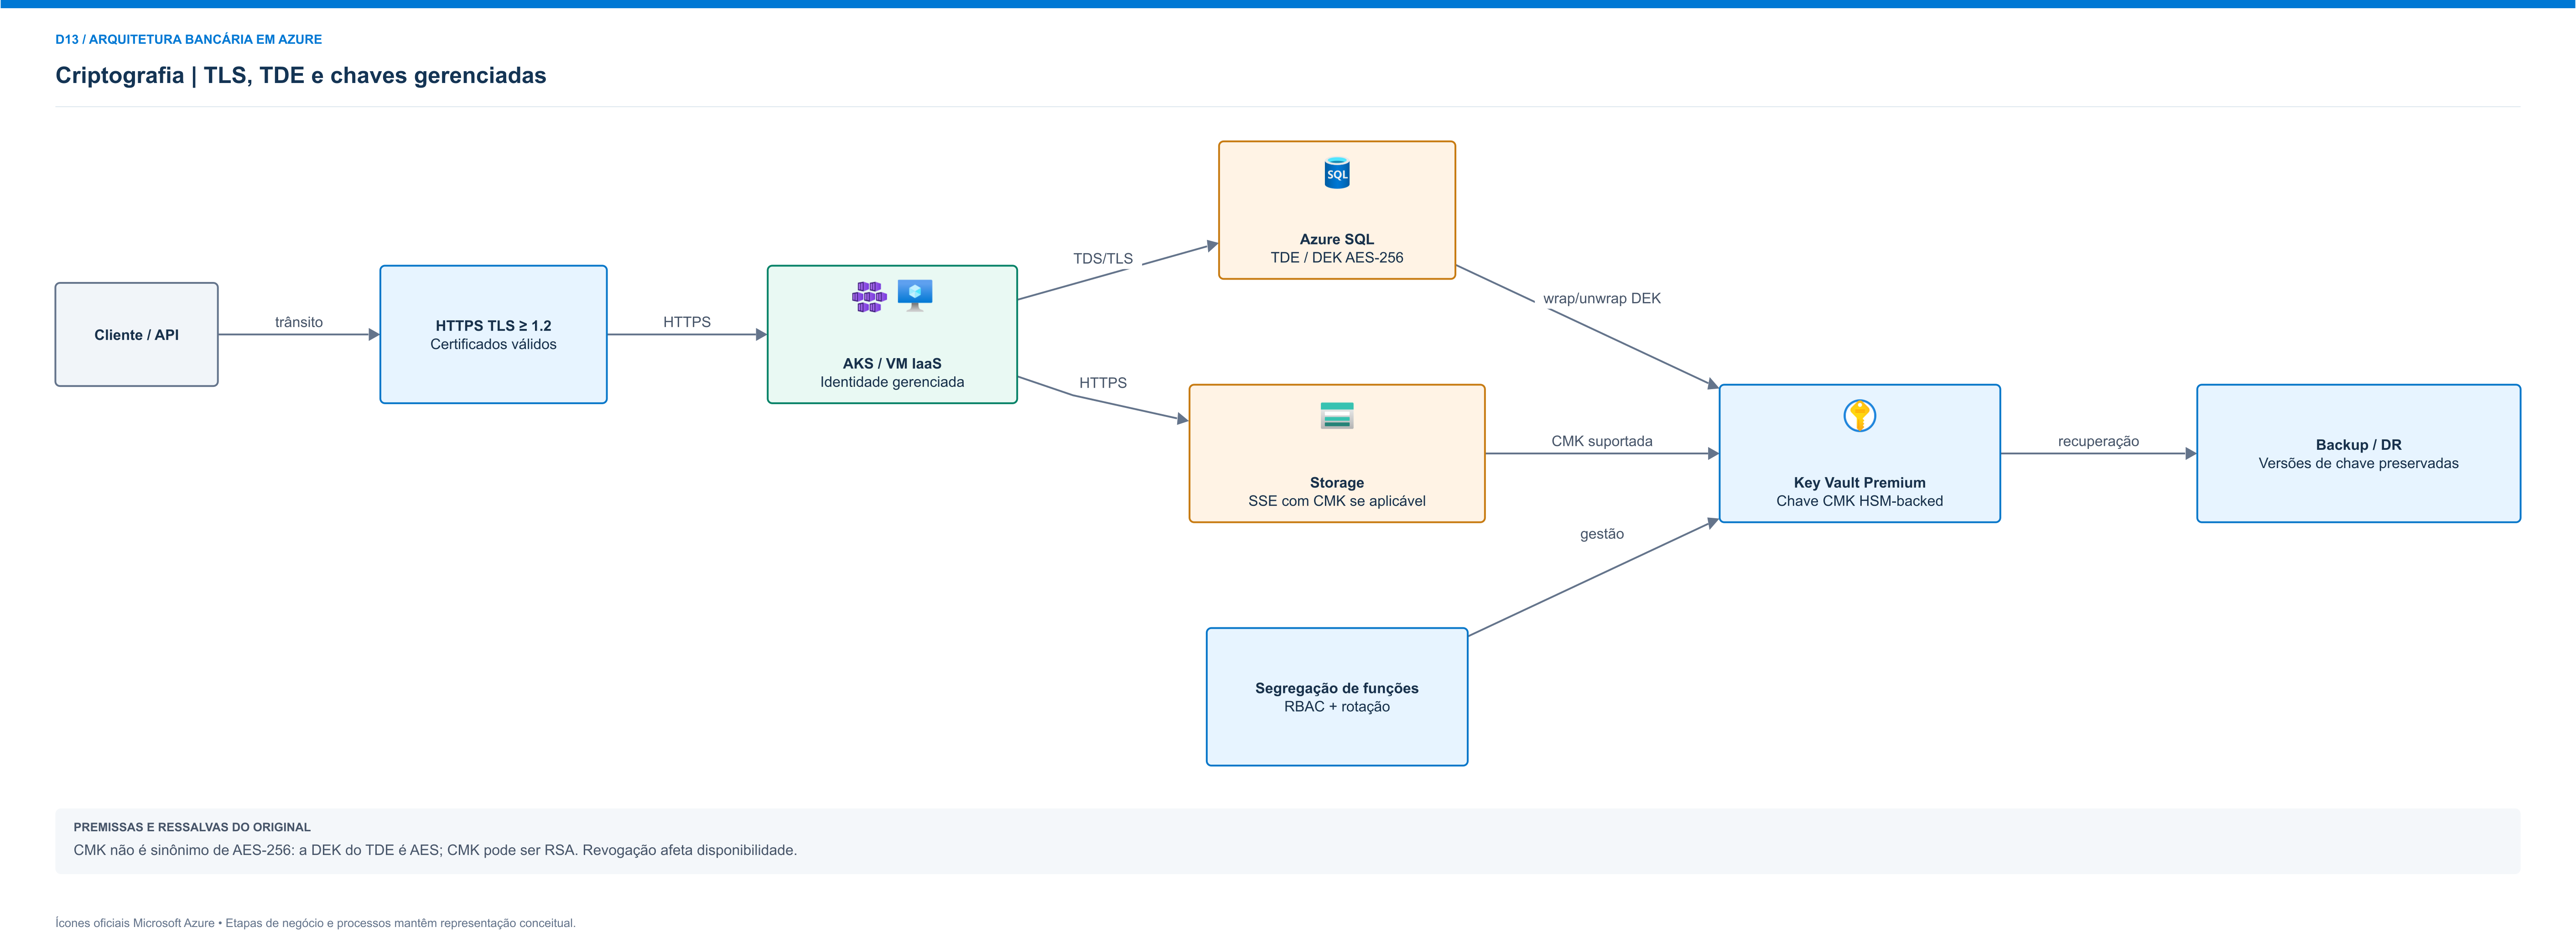 D13 / ARQUITETURA BANCÁRIA EM AZURE
Criptografia | TLS, TDE e chaves gerenciadas
Cliente / API
trânsito
HTTPS TLS ≥ 1.2
Certificados válidos
HTTPS
AKS / VM IaaS
Identidade gerenciada
TDS/TLS
HTTPS
SQL
Azure SQL
TDE / DEK AES-256
Storage
SSE com CMK se aplicável
wrap/unwrap DEK
CMK suportada
gestão
Segregação de funções
RBAC + rotação
Key Vault Premium
Chave CMK HSM-backed
recuperação
Backup / DR
Versões de chave preservadas
PREMISSAS E RESSALVAS DO ORIGINAL
CMK não é sinônimo de AES-256: a DEK do TDE é AES; CMK pode ser RSA. Revogação afeta disponibilidade.
Ícones oficiais Microsoft Azure • Etapas de negócio e processos mantêm representação conceitual.